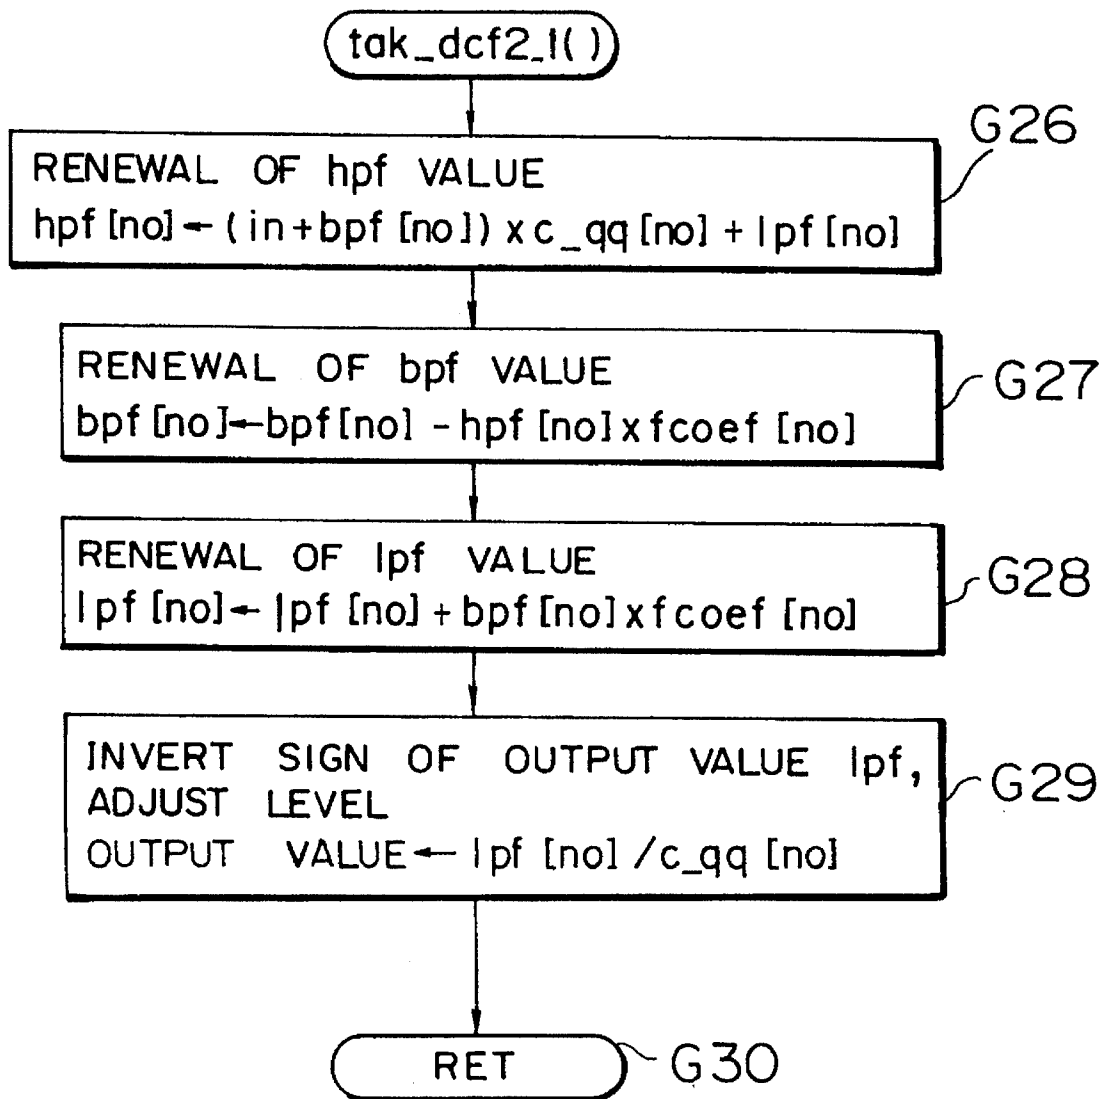 tak_dcf2_1()
G26
RENEWAL OF hpf VALUE
hpf [no] ← (in+bpf [no]) x c_qq [no] + lpf [no]
RENEWAL OF bpf VALUE
G27
bpf [no] ← bpf [no] - hpf [no] x fcoef [no]
RENEWAL OF lpf VALUE
G28
lpf [no] ← lpf [no] + bpf [no] x fcoef [no]
INVERT SIGN OF OUTPUT VALUE lpf,
G29
ADJUST LEVEL
OUTPUT VALUE ← lpf [no] /c_qq [no]
RET
G30